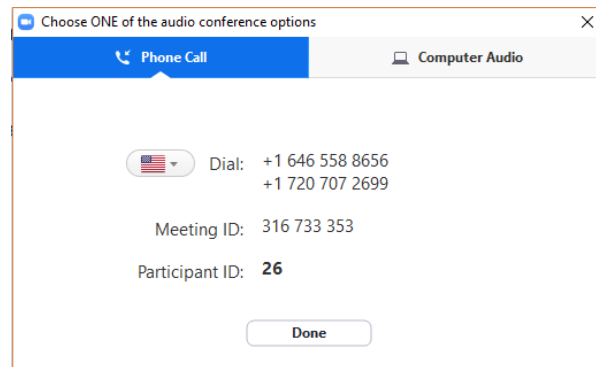 Choose ONE of the audio conference options
Phone Call
Computer Audio
Dial: +1 646 558 8656
+1 720 707 2699
Meeting ID: 316 733 353
Participant ID: 26
Done